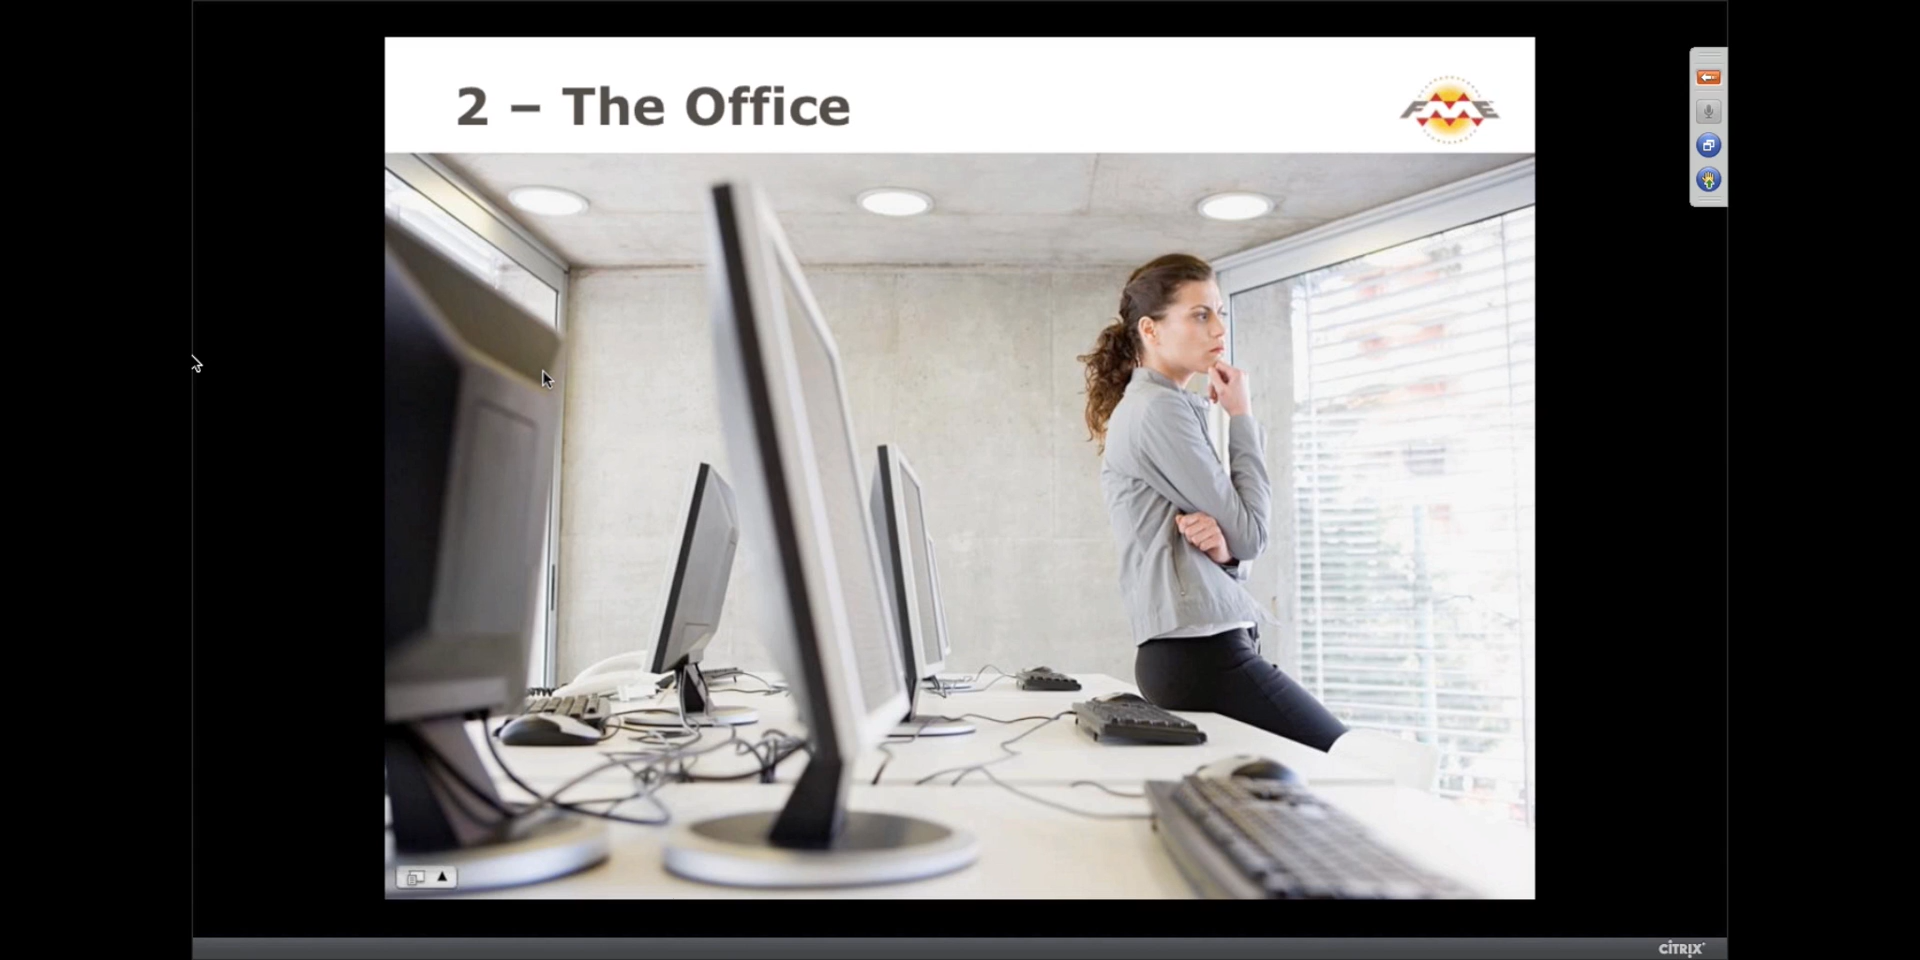 2 – The Office
FME
CITRIX